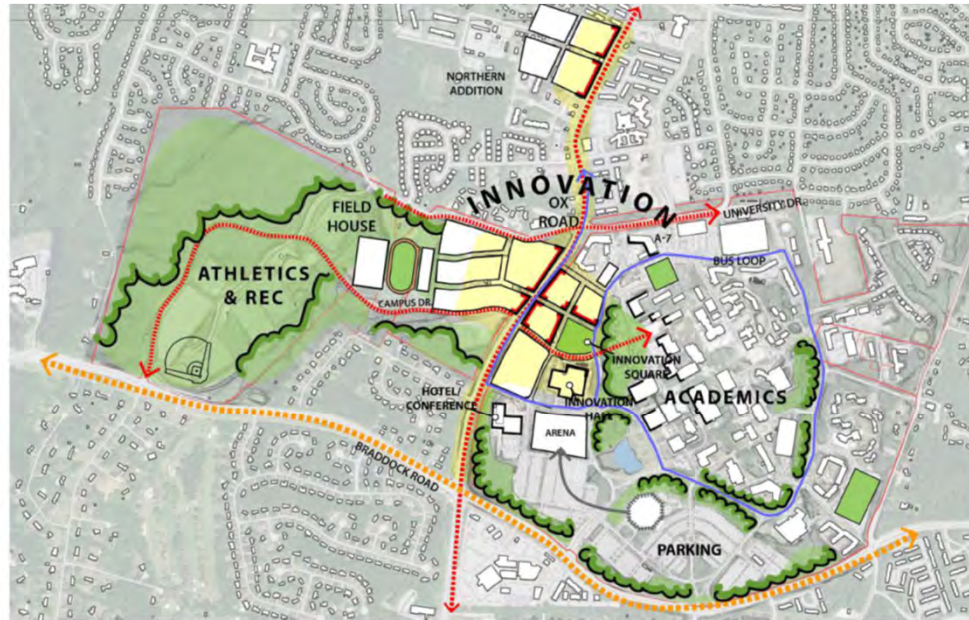 NORTHERN
ADDITION
INNOVATION
OX
ROAD
UNIVERSITY DR.
FIELD
HOUSE
A-7
BUS LOOP
ATHLETICS
& REC
CAMPUS DR.
INNOVATION
SQUARE
HOTEL/
CONFERENCE
INNOVATION
HALL
ACADEMICS
ARENA
BRADDOCK ROAD
PARKING